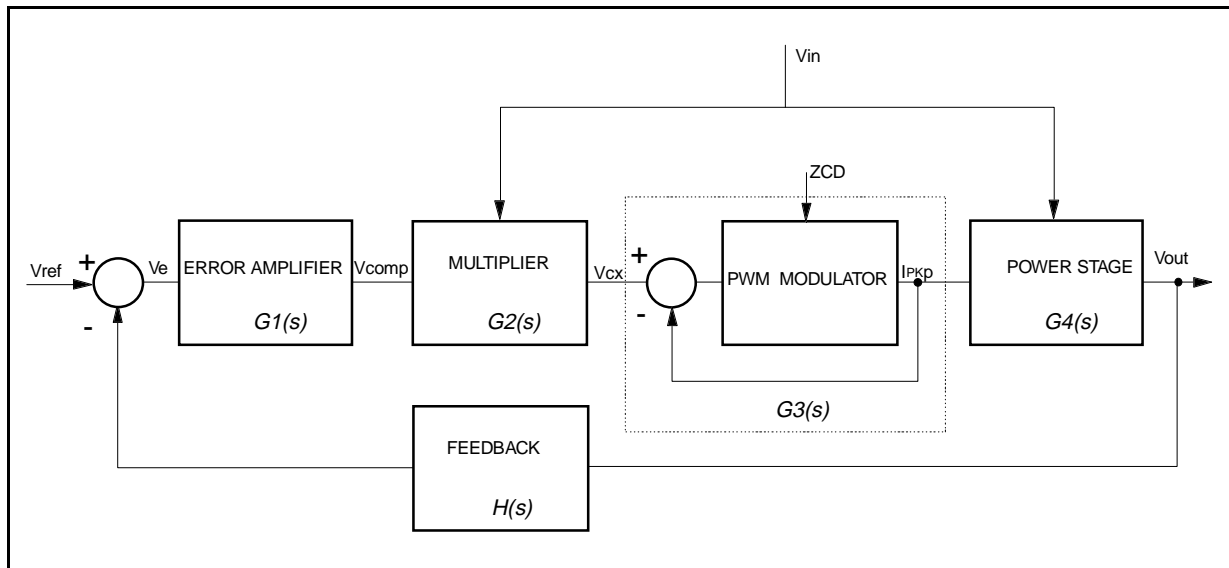 Vin
ZCD
+
Vref
Ve
ERROR AMPLIFIER
G1(s)
Vcomp
MULTIPLIER
G2(s)
Vcx
+
PWM MODULATOR
IPKp
POWER STAGE
G4(s)
Vout
-
-
G3(s)
FEEDBACK
H(s)